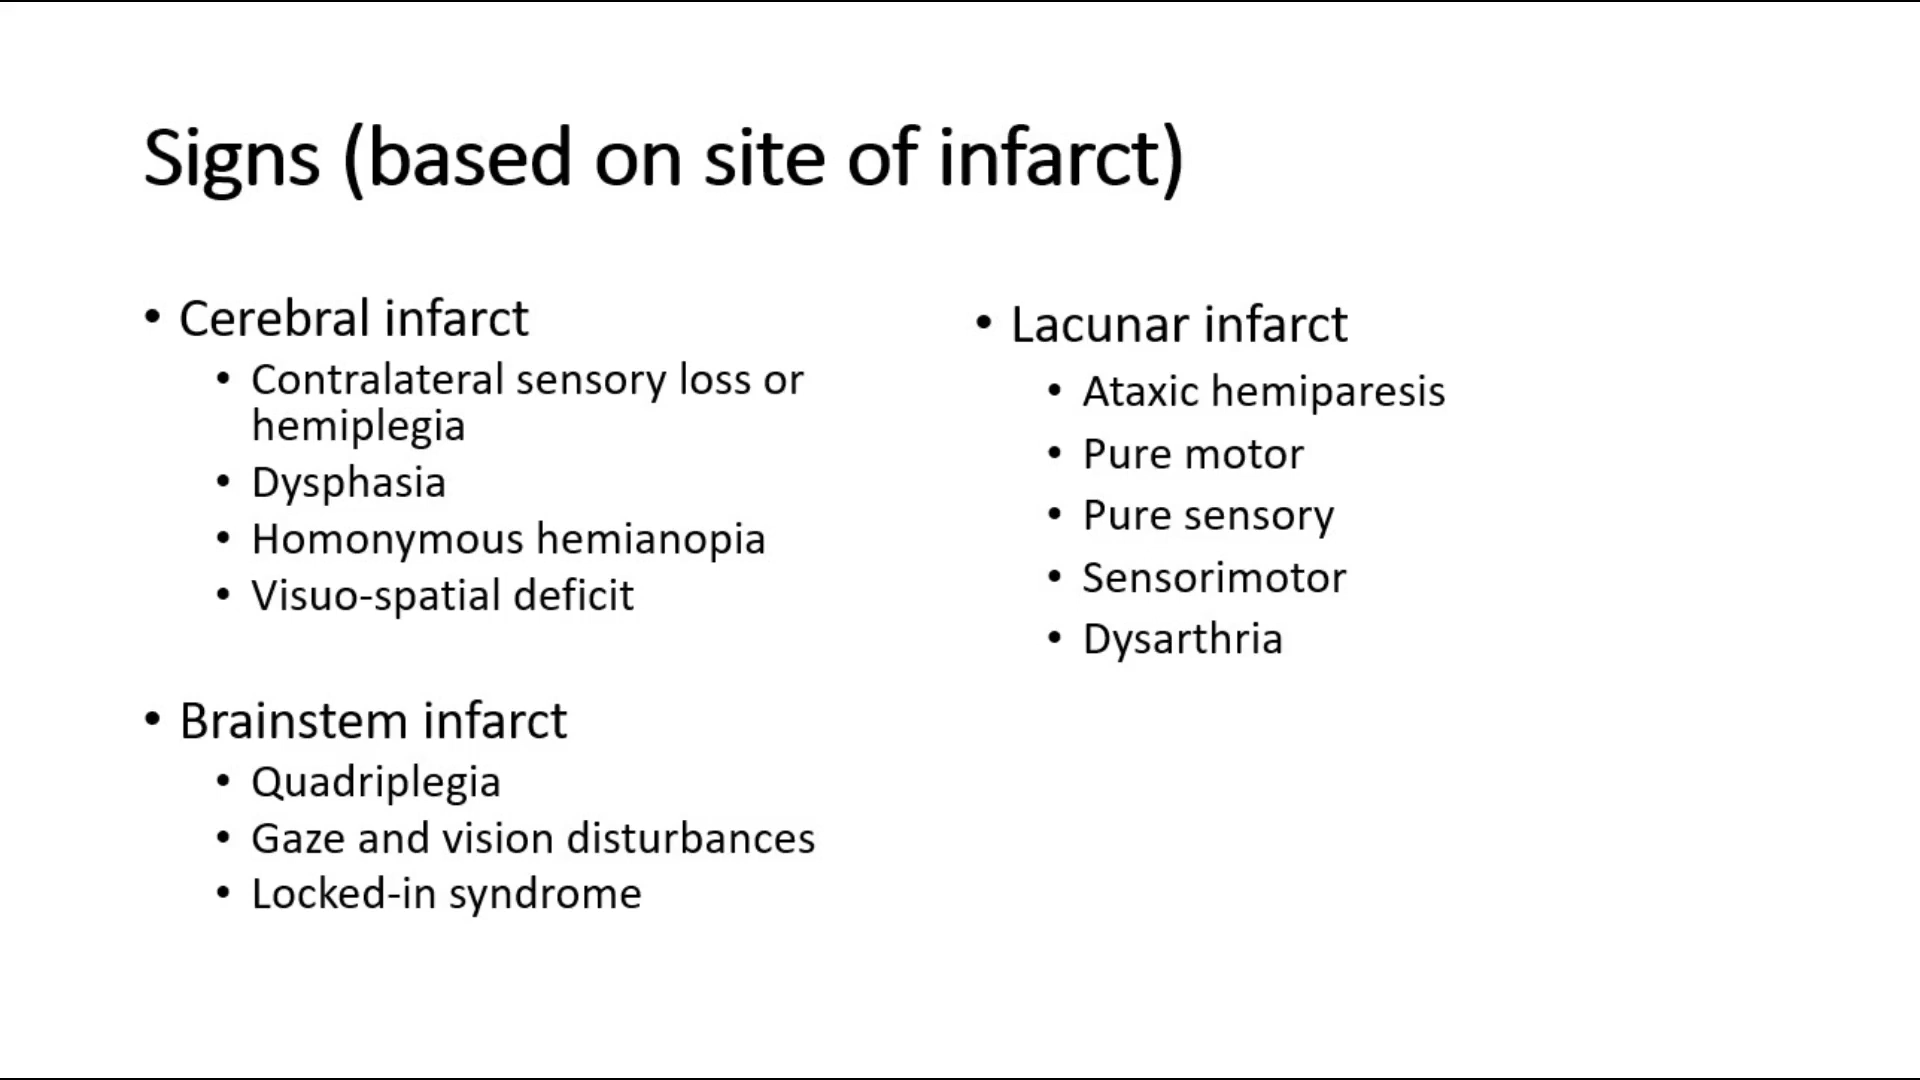 Signs (based on site of infarct)
• Cerebral infarct
• Contralateral sensory loss or
hemiplegia
• Dysphasia
• Homonymous hemianopia
• Visuo-spatial deficit
• Brainstem infarct
• Quadriplegia
• Gaze and vision disturbances
• Locked-in syndrome
• Lacunar infarct
• Ataxic hemiparesis
• Pure motor
• Pure sensory
• Sensorimotor
• Dysarthria